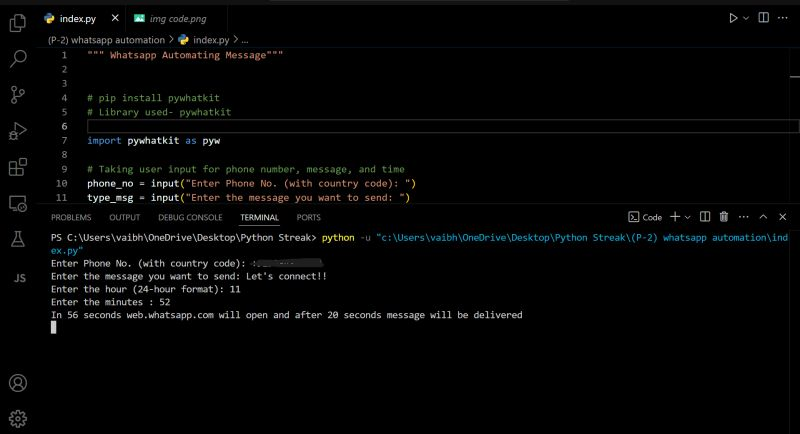 index.py
img code.png
(P-2) whatsapp automation > index.py > ...
1 """ Whatsapp Automating Message"""
2
3
4 # pip install pywhatkit
5 # Library used- pywhatkit
6
7 import pywhatkit as pyw
8
9 # Taking user input for phone number, message, and time
10 phone_no = input("Enter Phone No. (with country code): ")
11 type_msg = input("Enter the message you want to send: ")
PROBLEMS OUTPUT DEBUG CONSOLE TERMINAL PORTS
Code
PS C:\Users\vaibh\OneDrive\Desktop\Python Streak> python -u "c:\Users\vaibh\OneDrive\Desktop\Python Streak\(P-2) whatsapp automation\ind
ex.py"
Enter Phone No. (with country code):
Enter the message you want to send: Let's connect!!
Enter the hour (24-hour format): 11
Enter the minutes : 52
In 56 seconds web.whatsapp.com will open and after 20 seconds message will be delivered
JS